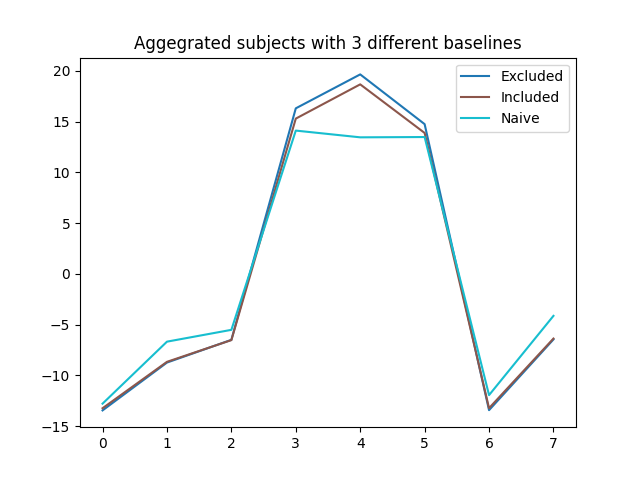 Aggegrated subjects with 3 different baselines
Excluded
Included
Naive
20
15
10
5
0
−5
−10
−15
0 1 2 3 4 5 6 7